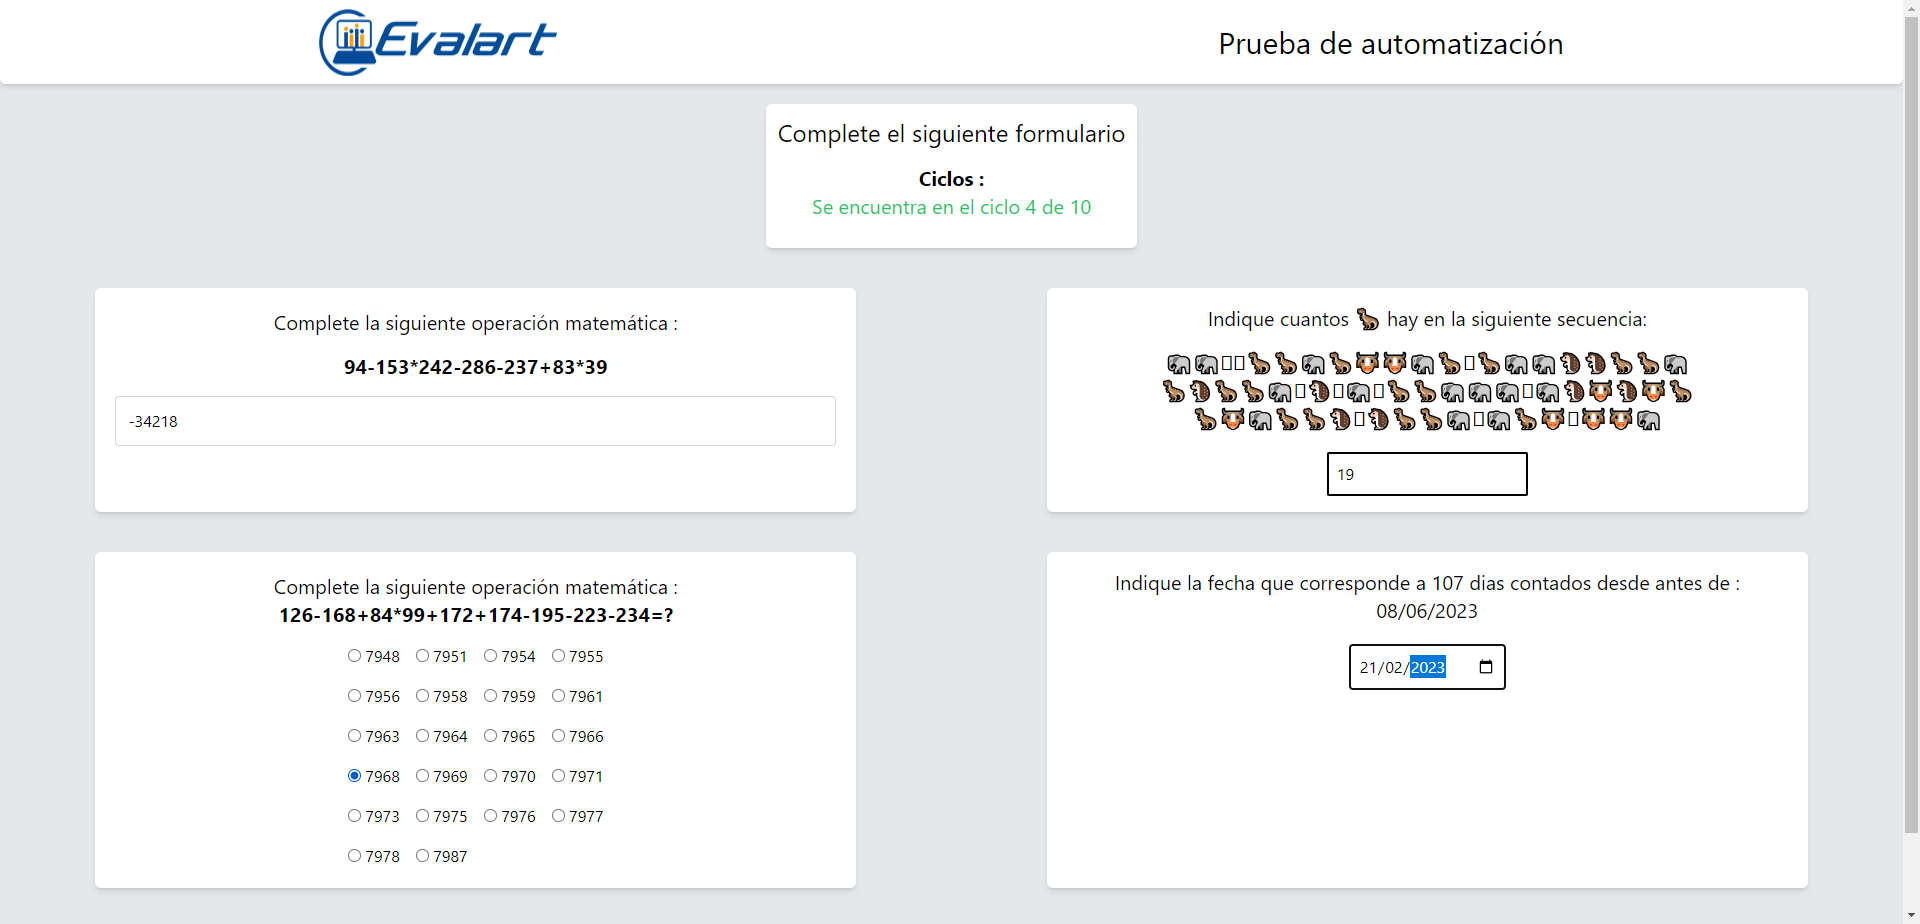 Evalart
Prueba de automatización
Complete el siguiente formulario
Ciclos :
Se encuentra en el ciclo 4 de 10
Complete la siguiente operación matemática :
94-153*242-286-237+83*39
-34218
Indique cuantos 🐅 hay en la siguiente secuencia:
19
Complete la siguiente operación matemática :
126-168+84*99+172+174-195-223-234=?
7948 7951 7954 7955
7956 7958 7959 7961
7963 7964 7965 7966
7968 7969 7970 7971
7973 7975 7976 7977
7978 7987
Indique la fecha que corresponde a 107 dias contados desde antes de :
08/06/2023
21/02/2023